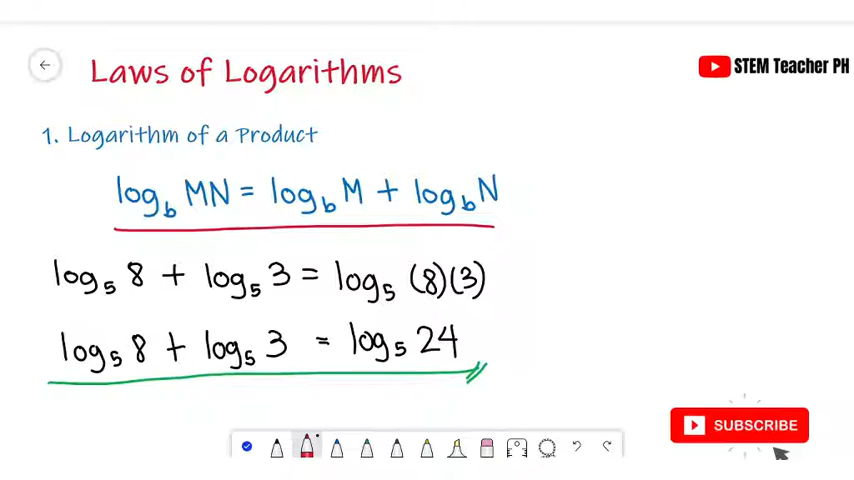 Laws of Logarithms
STEM Teacher PH
1. Logarithm of a Product
log_b MN = log_b M + log_b N
log_5 8 + log_5 3 = log_5 (8)(3)
log_5 8 + log_5 3 = log_5 24
SUBSCRIBE